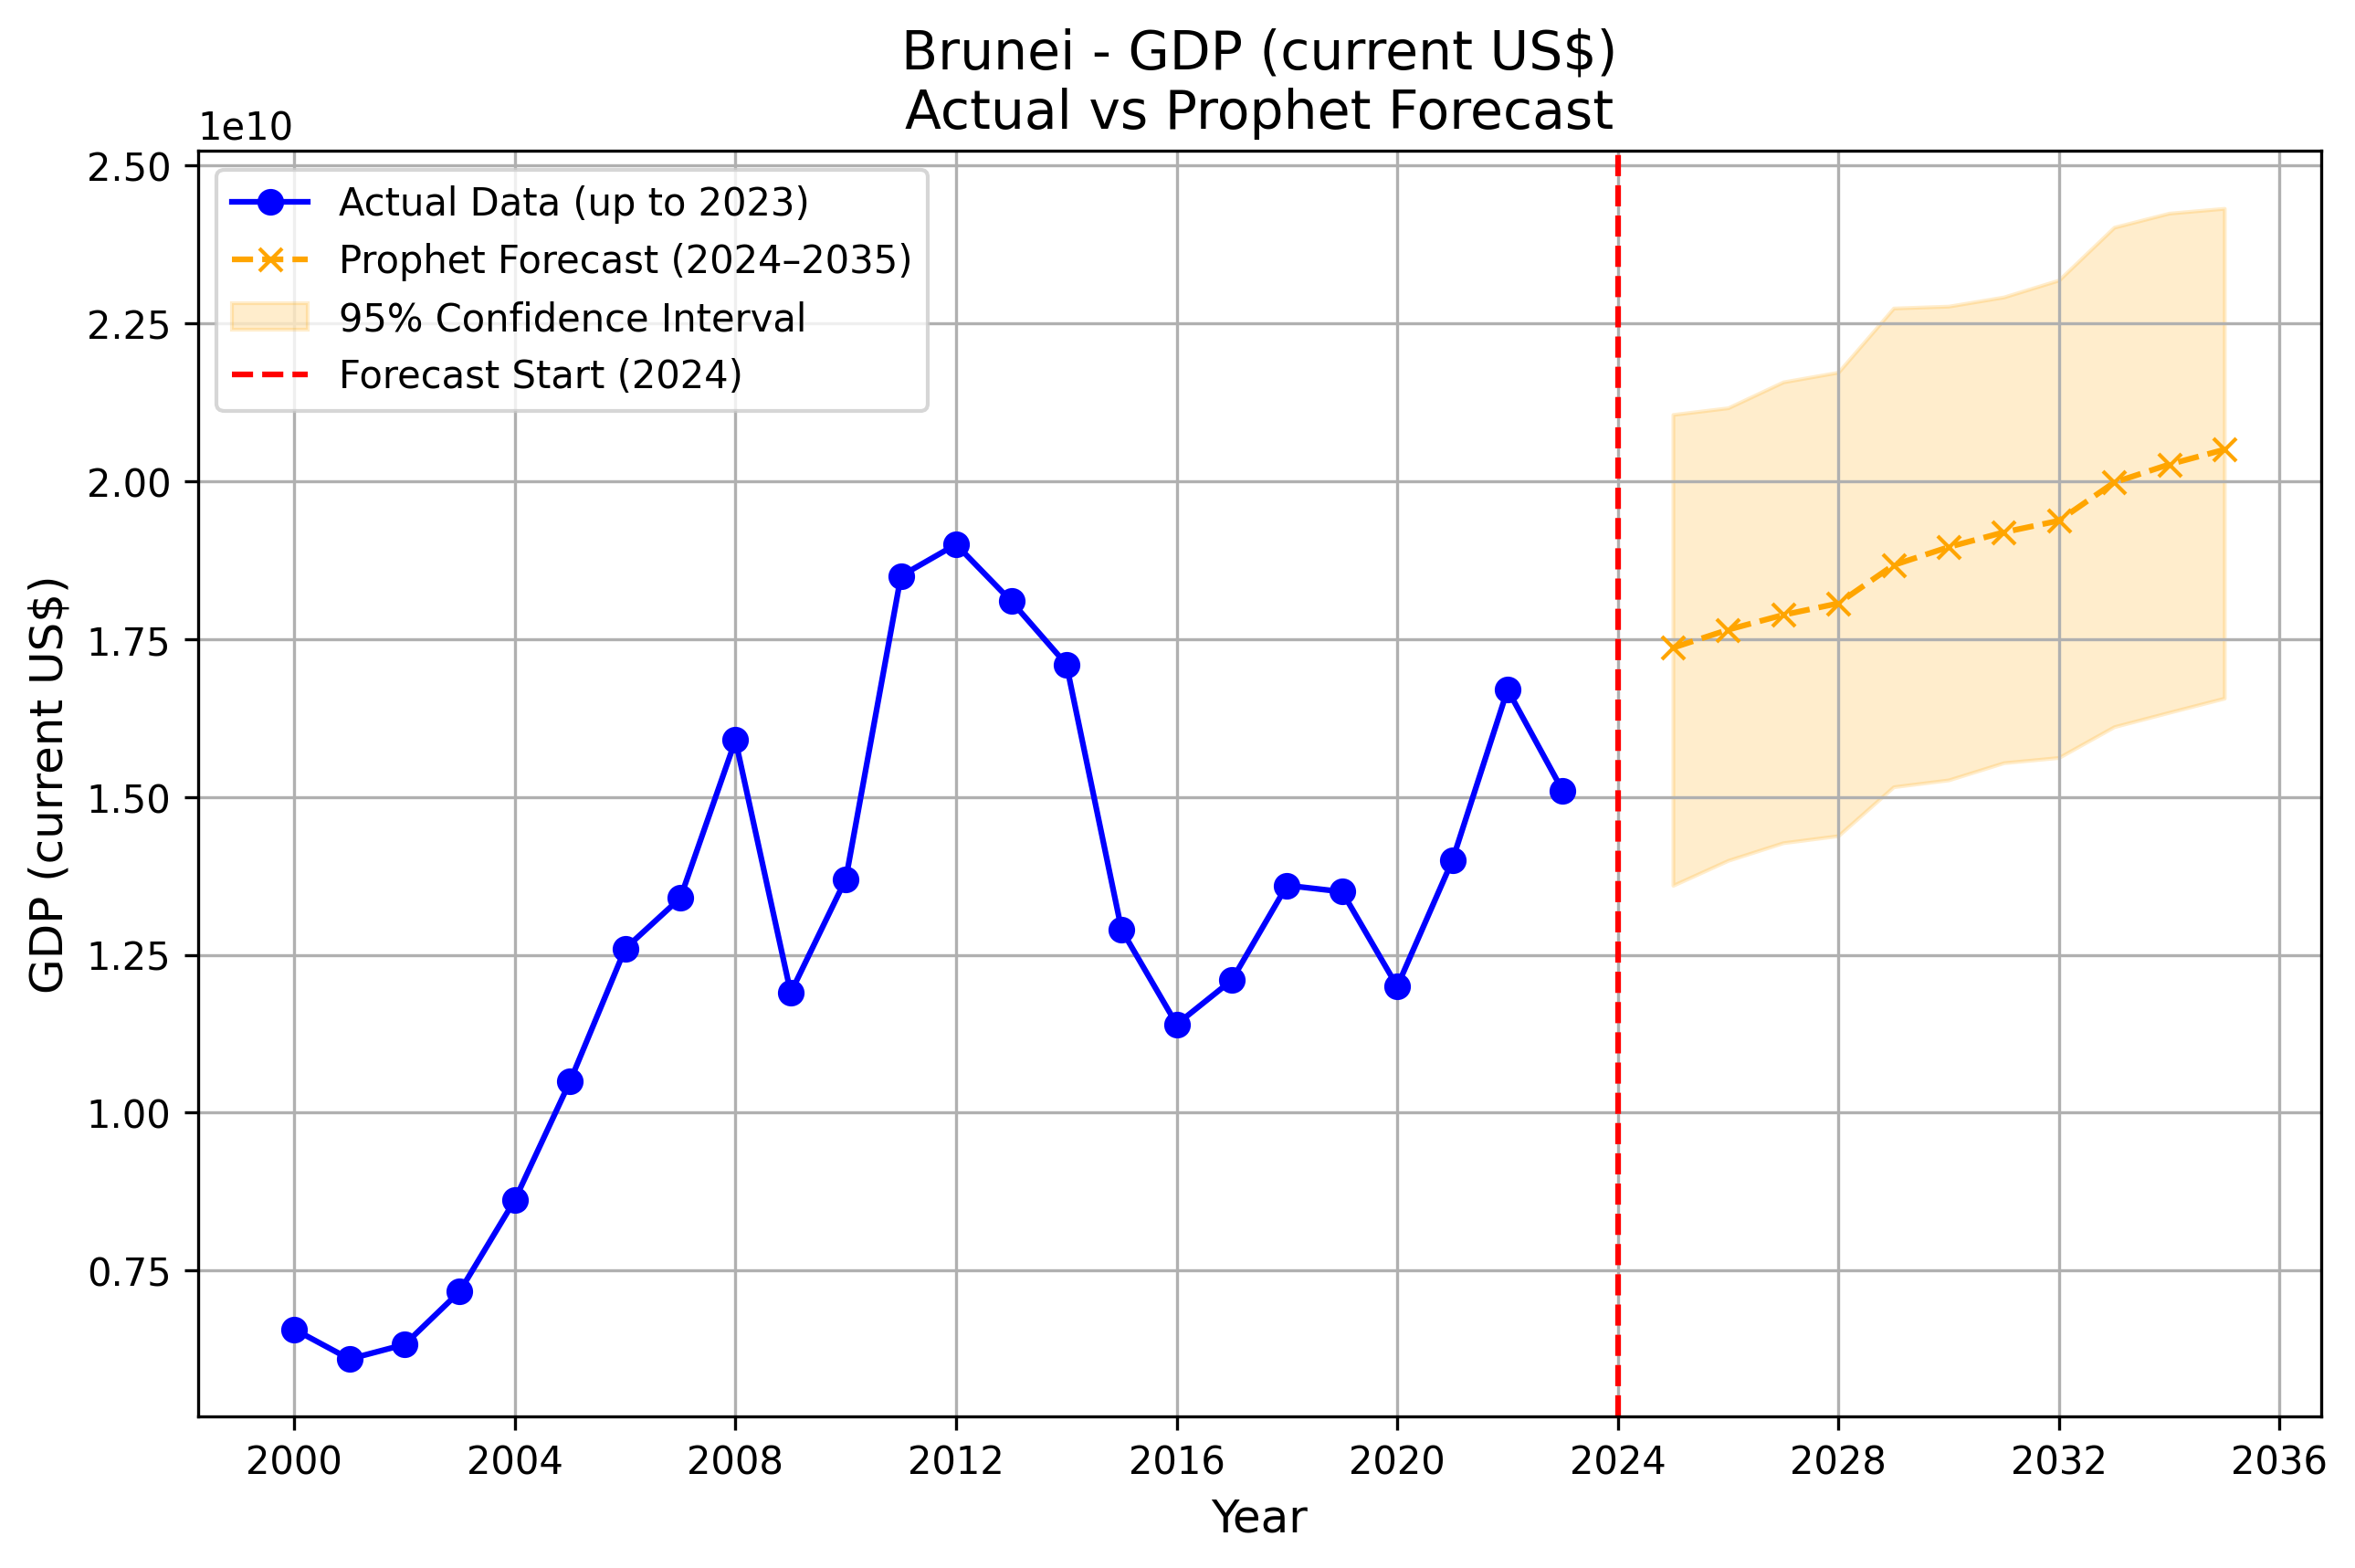 Brunei - GDP (current US$)
Actual vs Prophet Forecast
1e10
2.50
2.25
2.00
1.75
1.50
1.25
1.00
0.75
GDP (current US$)
Actual Data (up to 2023)
Prophet Forecast (2024–2035)
95% Confidence Interval
Forecast Start (2024)
2000 2004 2008 2012 2016 2020 2024 2028 2032 2036
Year